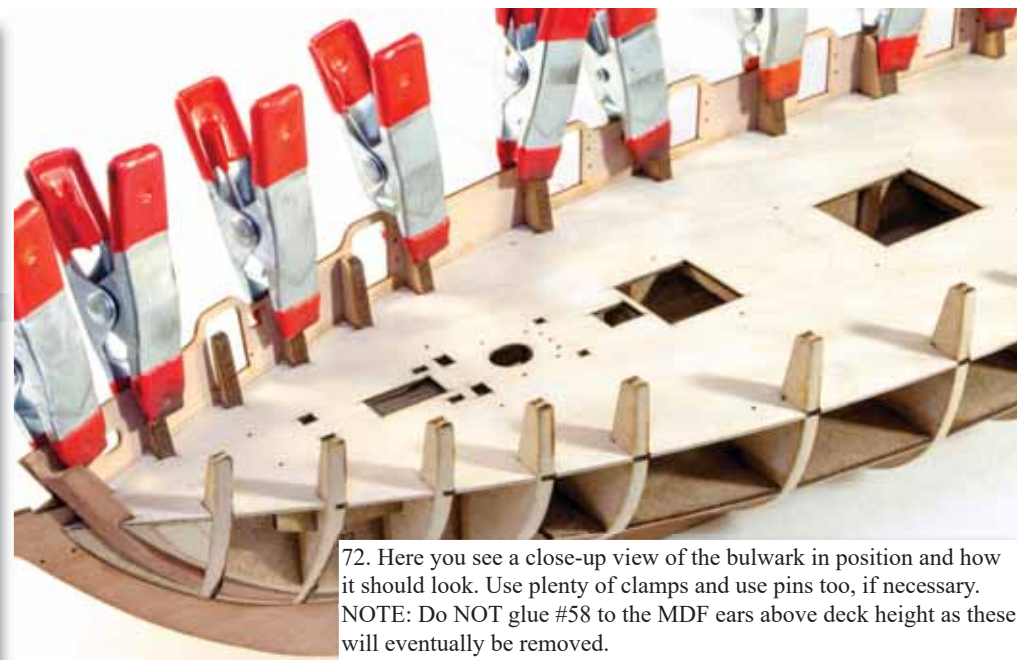 72. Here you see a close-up view of the bulwark in position and how
it should look. Use plenty of clamps and use pins too, if necessary.
NOTE: Do NOT glue #58 to the MDF ears above deck height as these
will eventually be removed.